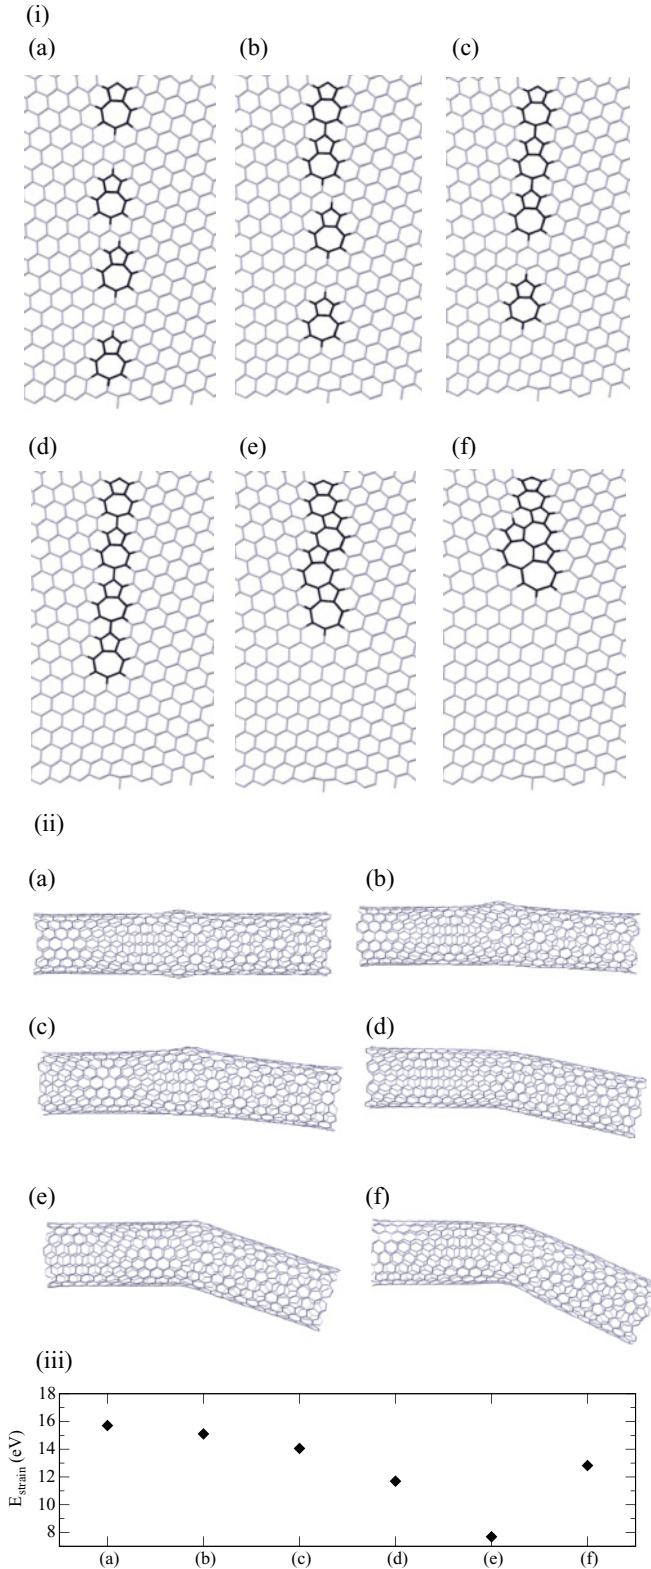 (i)
(a) (b) (c)
(d) (e) (f)
(ii)
(a) (b)
(c) (d)
(e) (f)
(iii)
18
16
14
12
10
8
E_strain (eV)
(a) (b) (c) (d) (e) (f)